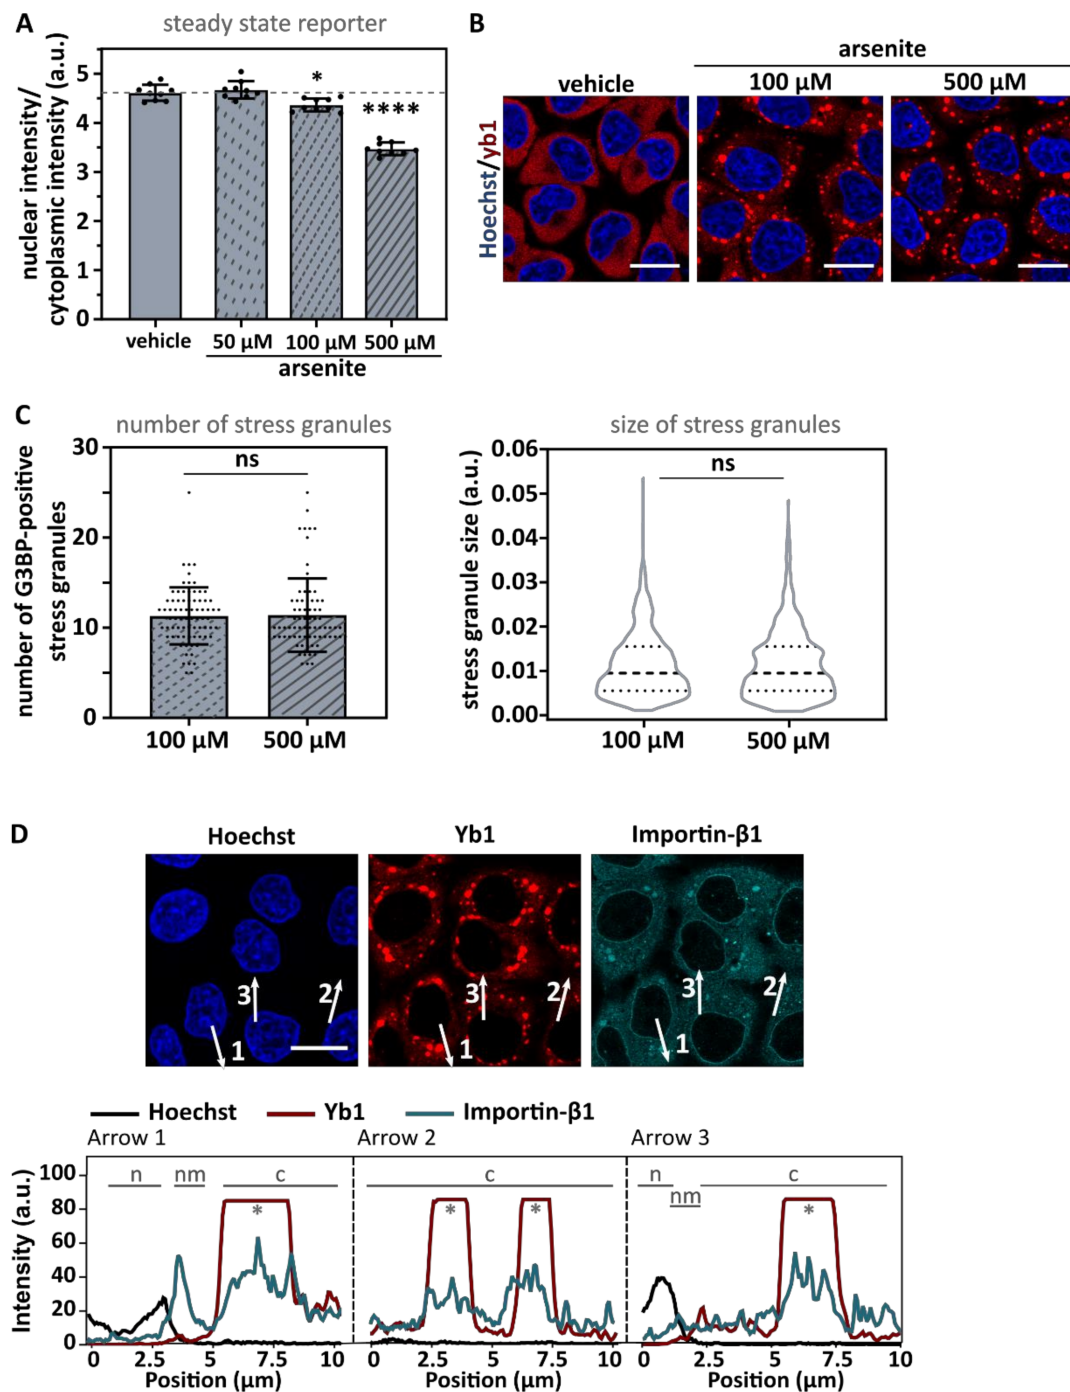 A
steady state reporter
nuclear intensity/
cytoplasmic intensity (a.u.)
5
4
3
2
1
0
*
****
vehicle
50 µM
100 µM
500 µM
arsenite
B
arsenite
vehicle
100 µM
500 µM
Hoechst/yb1
C
number of stress granules
number of G3BP-positive
stress granules
30
20
10
0
ns
100 µM
500 µM
size of stress granules
stress granule size (a.u.)
0.06
0.05
0.04
0.03
0.02
0.01
0.00
ns
100 µM
500 µM
D
Hoechst
Yb1
Importin-β1
3
2
1
3
2
1
3
2
1
Hoechst
Yb1
Importin-β1
Arrow 1
Arrow 2
Arrow 3
Intensity (a.u.)
100
80
60
40
20
0
n
nm
c
*
c
*
*
n
nm
c
*
0
2.5
5
7.5
10
0
2.5
5
7.5
10
0
2.5
5
7.5
10
Position (µm)
Position (µm)
Position (µm)